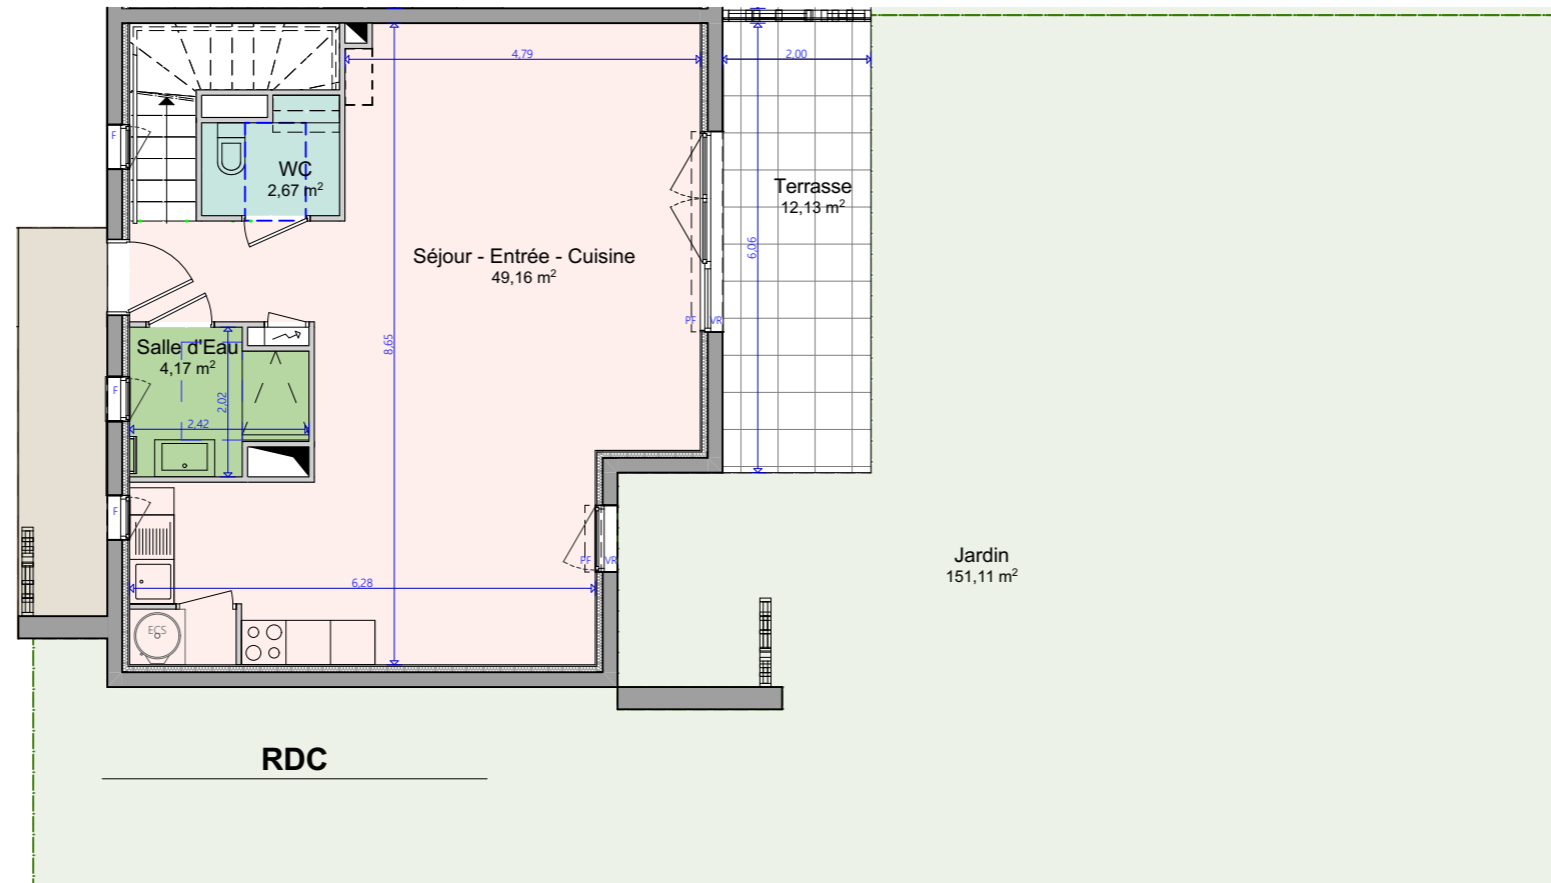 4,79
2,00
F
WC
2,67 m²
Terrasse
12,13 m²
6,06
Séjour - Entrée - Cuisine
49,16 m²
PF VR
8,65
Salle d'Eau
4,17 m²
F
2,02
2,42
F
PF VR
Jardin
151,11 m²
6,28
ECS
RDC